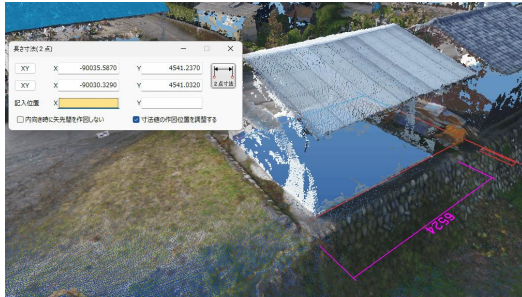 長さ寸法(2点)
XY X -90035.5870 Y 4541.2370
XY X -90030.3290 Y 4541.0320
2点寸法
記入位置 X Y
内向き時に矢先間を作図しない 寸法値の作図位置を調整する
6524